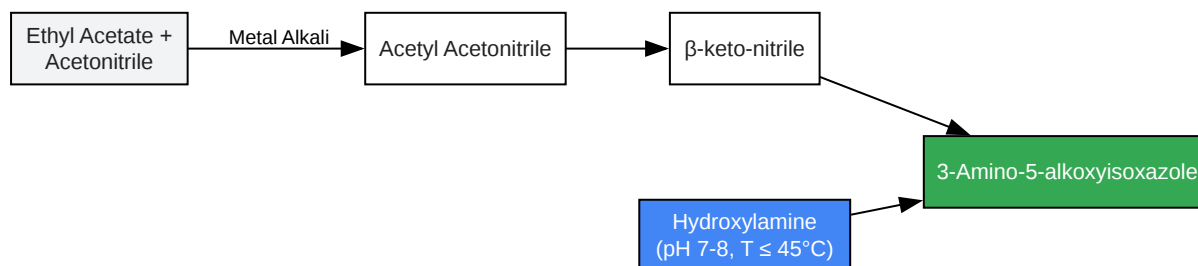 Ethyl Acetate +
Acetonitrile
Metal Alkali
Acetyl Acetonitrile
β-keto-nitrile
3-Amino-5-alkoxyisoxazole
Hydroxylamine
(pH 7-8, T ≤ 45°C)